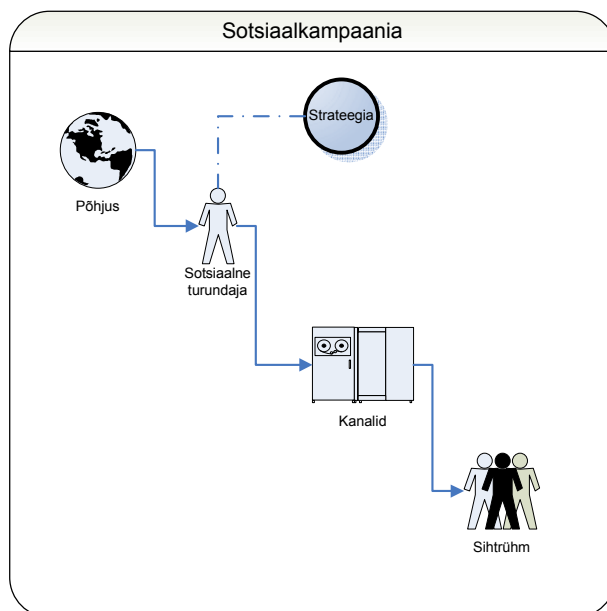 Sotsiaalkampaania
Strateegia
Põhjus
Sotsiaalne
turundaja
Kanalid
Sihtrühm